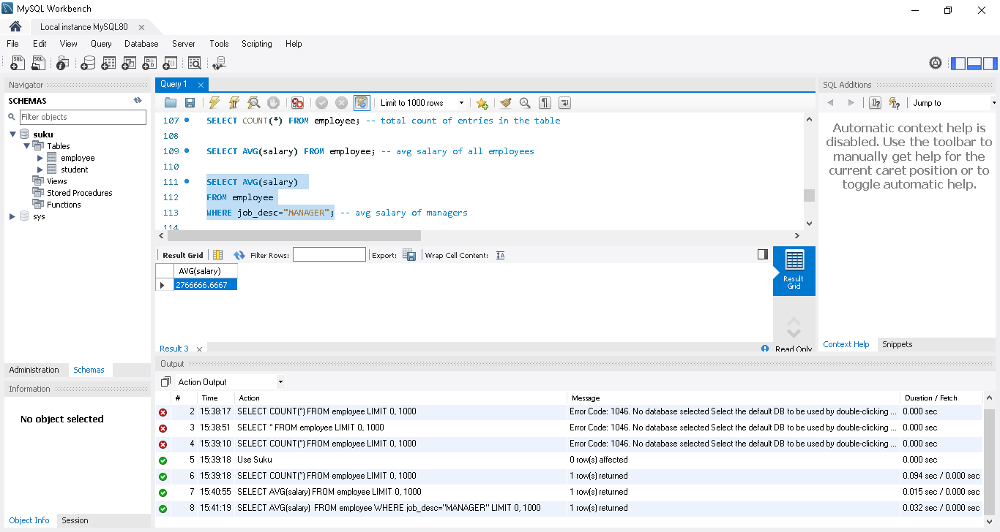 MySQL Workbench
Local instance MySQL80
File Edit View Query Database Server Tools Scripting Help
Navigator
SCHEMAS
Filter objects
suku
Tables
employee
student
Views
Stored Procedures
Functions
sys
Administration Schemas
Information
No object selected
Object Info Session
Query 1
Limit to 1000 rows
107 SELECT COUNT(*) FROM employee; -- total count of entries in the table
108
109 SELECT AVG(salary) FROM employee; -- avg salary of all employees
110
111 SELECT AVG(salary)
112 FROM employee
113 WHERE job_desc="MANAGER"; -- avg salary of managers
114
Result Grid Filter Rows: Export: Wrap Cell Content:
AVG(salary)
2766666.6667
Result Grid
Result 3
Read Only
SQL Additions
Jump to
Automatic context help is
disabled. Use the toolbar to
manually get help for the
current caret position or to
toggle automatic help.
Context Help Snippets
Output
Action Output
# Time Action Message Duration / Fetch
2 15:38:17 SELECT COUNT(*) FROM employee LIMIT 0, 1000 Error Code: 1046. No database selected Select the default DB to be used by double-clicking ... 0.000 sec
3 15:38:51 SELECT * FROM employee LIMIT 0, 1000 Error Code: 1046. No database selected Select the default DB to be used by double-clicking ... 0.000 sec
4 15:39:10 SELECT COUNT(*) FROM employee LIMIT 0, 1000 Error Code: 1046. No database selected Select the default DB to be used by double-clicking ... 0.000 sec
5 15:39:18 Use Suku 0 row(s) affected 0.000 sec
6 15:39:18 SELECT COUNT(*) FROM employee LIMIT 0, 1000 1 row(s) returned 0.094 sec / 0.000 sec
7 15:40:55 SELECT AVG(salary) FROM employee LIMIT 0, 1000 1 row(s) returned 0.015 sec / 0.000 sec
8 15:41:19 SELECT AVG(salary) FROM employee WHERE job_desc="MANAGER" LIMIT 0, 1000 1 row(s) returned 0.032 sec / 0.000 sec